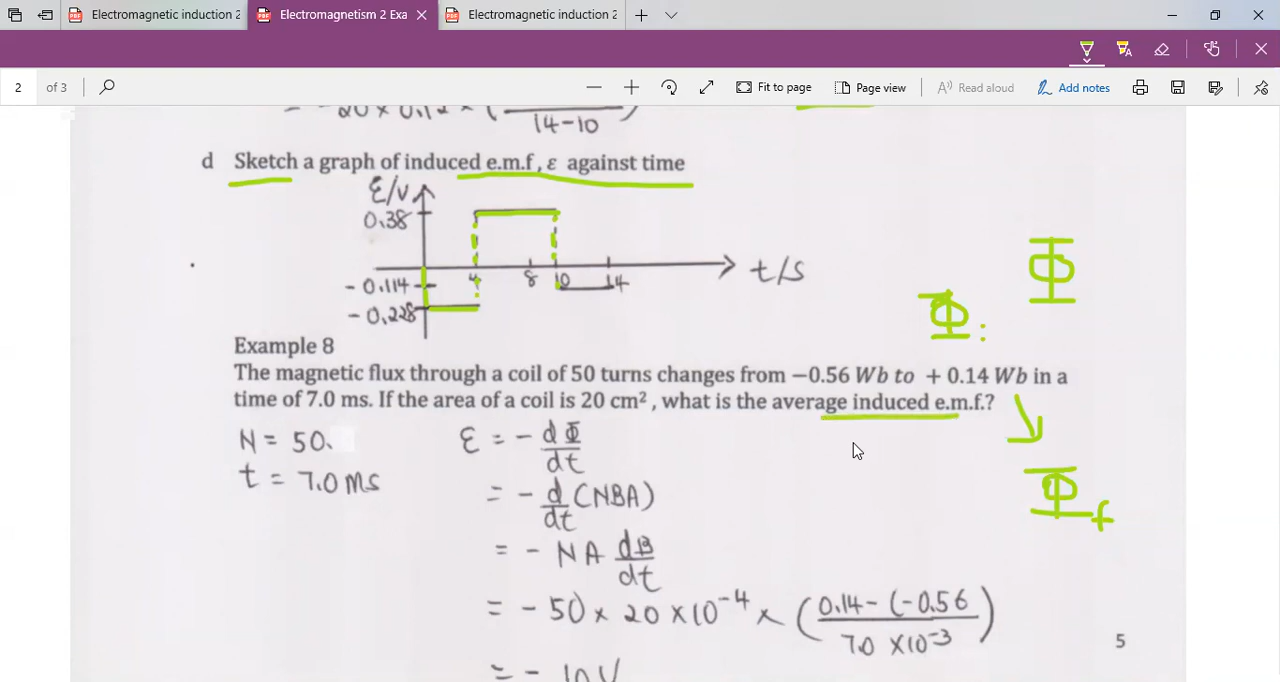 Electromagnetic induction 2
Electromagnetism 2 Exa
Electromagnetic induction 2
2 of 3
Fit to page
Page view
Read aloud
Add notes
14-10
d Sketch a graph of induced e.m.f, ε against time
ε/V
0.38
4 8 10 14
t/s
-0.114
-0.228
Φ
Φ:
Example 8
The magnetic flux through a coil of 50 turns changes from −0.56 Wb to + 0.14 Wb in a
time of 7.0 ms. If the area of a coil is 20 cm², what is the average induced e.m.f.?
N = 50.
t = 7.0 ms
ε = - dΦ/dt
= - d/dt (NBA)
= - NA dB/dt
= - 50 × 20 × 10⁻⁴ × (0.14 - (-0.56 / 7.0 × 10⁻³)
= - 10V
Φf
5